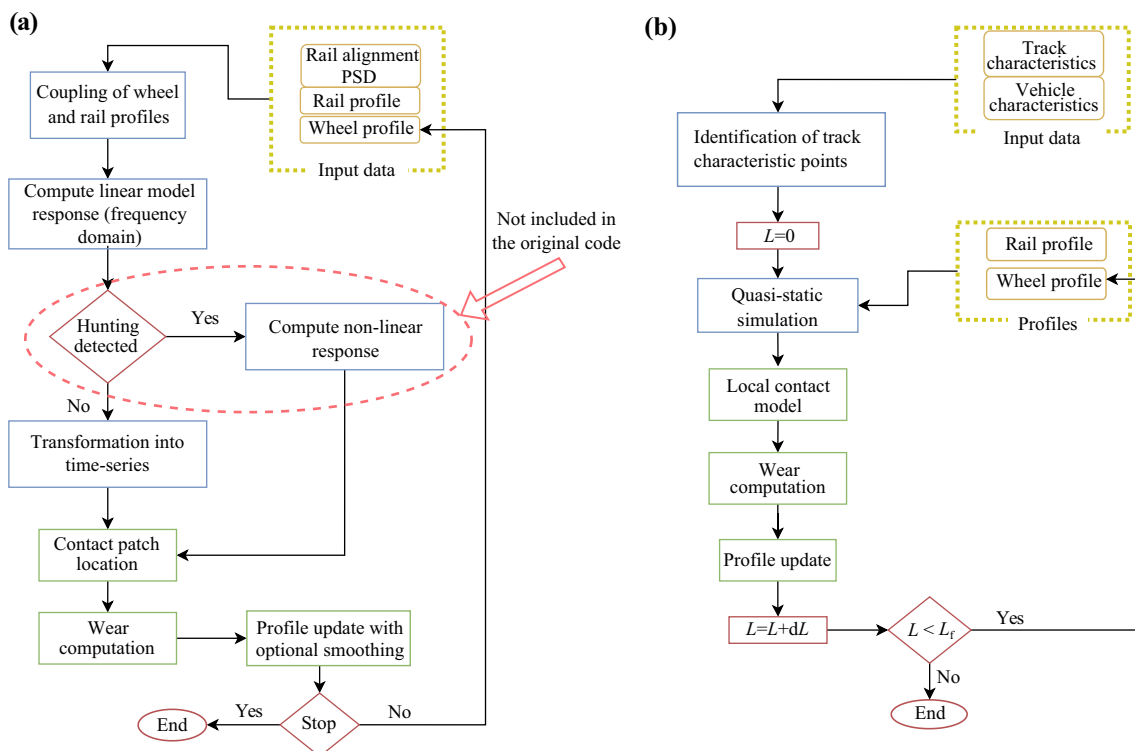 (a)
Rail alignment
PSD
Rail profile
Wheel profile
Input data
Coupling of wheel
and rail profiles
Compute linear model
response (frequency
domain)
Not included in
the original code
Hunting
detected
Yes
Compute non-linear
response
No
Transformation into
time-series
Contact patch
location
Wear
computation
Profile update with
optional smoothing
Stop
Yes
End
No
(b)
Track
characteristics
Vehicle
characteristics
Input data
Identification of track
characteristic points
L=0
Rail profile
Wheel profile
Profiles
Quasi-static
simulation
Local contact
model
Wear
computation
Profile update
L=L+dL
L < Lf
Yes
No
End